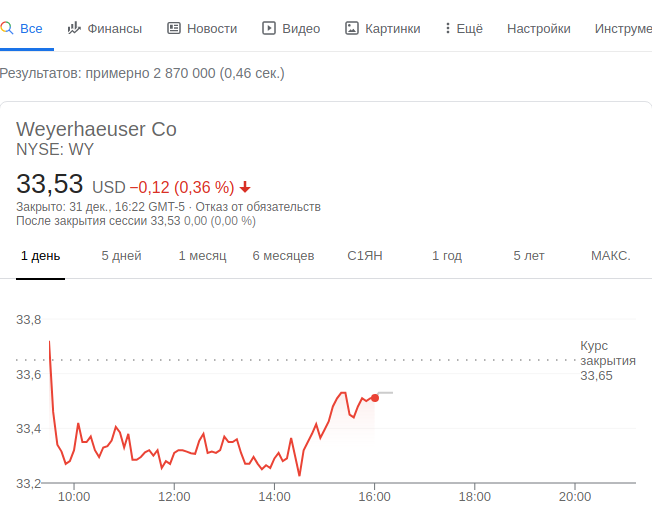 Все Финансы Новости Видео Картинки Ещё Настройки Инструме
Результатов: примерно 2 870 000 (0,46 сек.)
Weyerhaeuser Co
NYSE: WY
33,53 USD −0,12 (0,36 %)
Закрыто: 31 дек., 16:22 GMT-5 · Отказ от обязательств
После закрытия сессии 33,53 0,00 (0,00 %)
1 день 5 дней 1 месяц 6 месяцев С1ЯН 1 год 5 лет МАКС.
33,8
Курс
закрытия
33,65
33,6
33,4
33,2
10:00 12:00 14:00 16:00 18:00 20:00